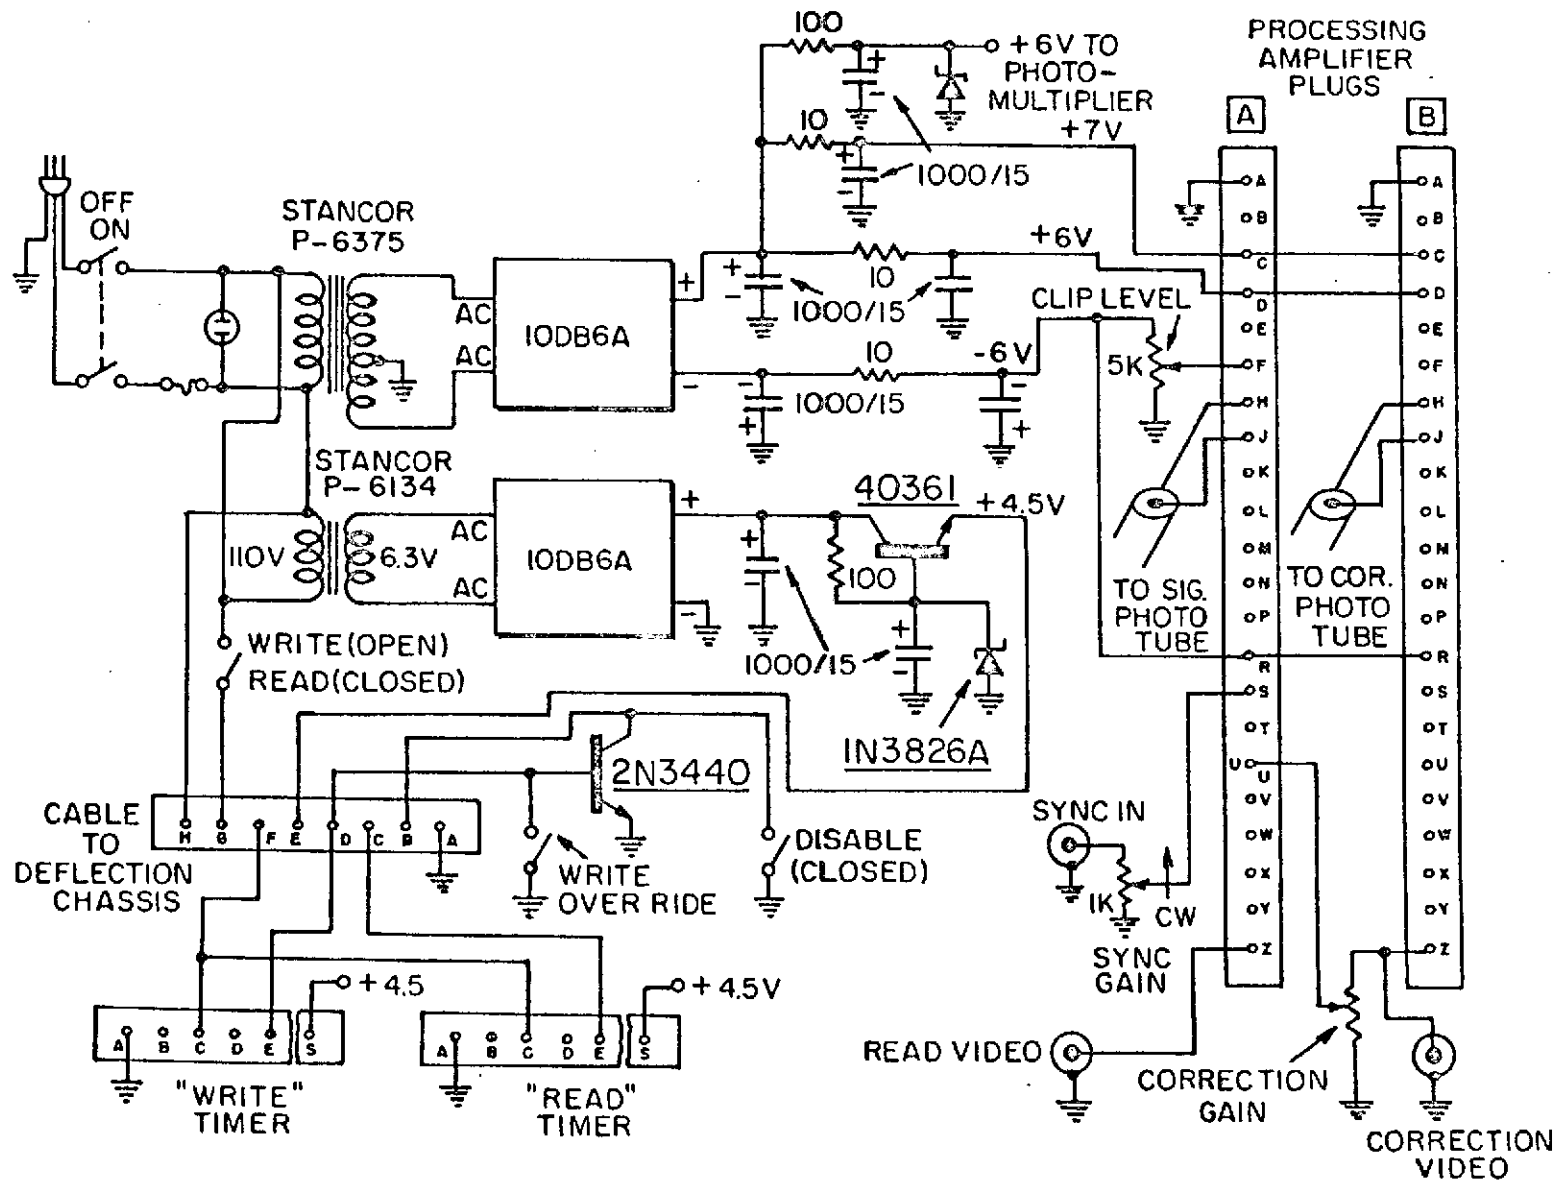 100
+6V TO
PHOTO-
MULTIPLIER
PROCESSING
AMPLIFIER
PLUGS
A
B
10
+7V
1000/15
OFF
ON
STANCOR
P-6375
AC
AC
10DB6A
+
-
+
-
1000/15
10
+6V
CLIP LEVEL
5K
10
-6V
1000/15
-
+
-
+
STANCOR
P-6134
110V
6.3V
AC
AC
10DB6A
+
-
+
-
40361
+4.5V
100
1000/15
+
-
1N3826A
WRITE(OPEN)
READ(CLOSED)
2N3440
CABLE
TO
DEFLECTION
CHASSIS
H G F E D C B A
WRITE
OVER RIDE
DISABLE
(CLOSED)
+4.5
A B C D E S
"WRITE"
TIMER
+4.5V
A B C D E S
"READ"
TIMER
A
B
C
D
E
F
H
J
K
L
M
N
P
R
S
T
U
U
V
W
X
Y
Z
A
B
C
D
E
F
H
J
K
L
M
N
P
R
S
T
U
V
W
X
Y
Z
TO SIG.
PHOTO
TUBE
TO COR.
PHOTO
TUBE
SYNC IN
1K
CW
SYNC
GAIN
READ VIDEO
CORRECTION
GAIN
CORRECTION
VIDEO